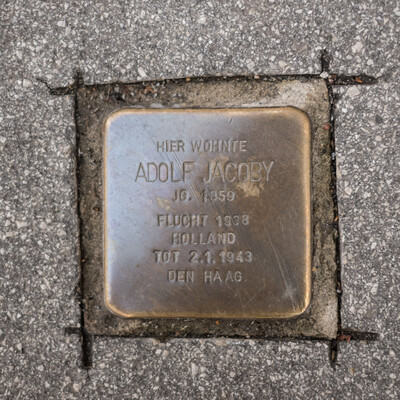 HIER WOHNTE
ADOLF JACOBY
JG. 1859
FLUCHT 1938
HOLLAND
TOT 2.1.1943
DEN HAAG